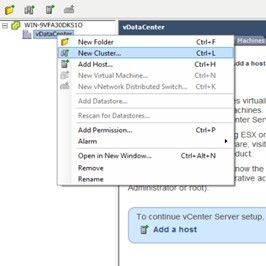 WIN-9VFA30DKS1O
vDataCenter
vDataCenter
Machines
New Folder Ctrl+F
New Cluster... Ctrl+L
Add Host... Ctrl+H
New Virtual Machine... Ctrl+N
New vNetwork Distributed Switch... Ctrl+K
Add Datastore...
Rescan for Datastores...
Add Permission... Ctrl+P
Alarm
Open in New Window... Ctrl+Alt+N
Remove
Rename
dd a host
es virtual
achines.
enter Ser
g ESX or
are, visit
duct.
now the
rative ac
Administrator or root).
To continue vCenter Server setup,
Add a host